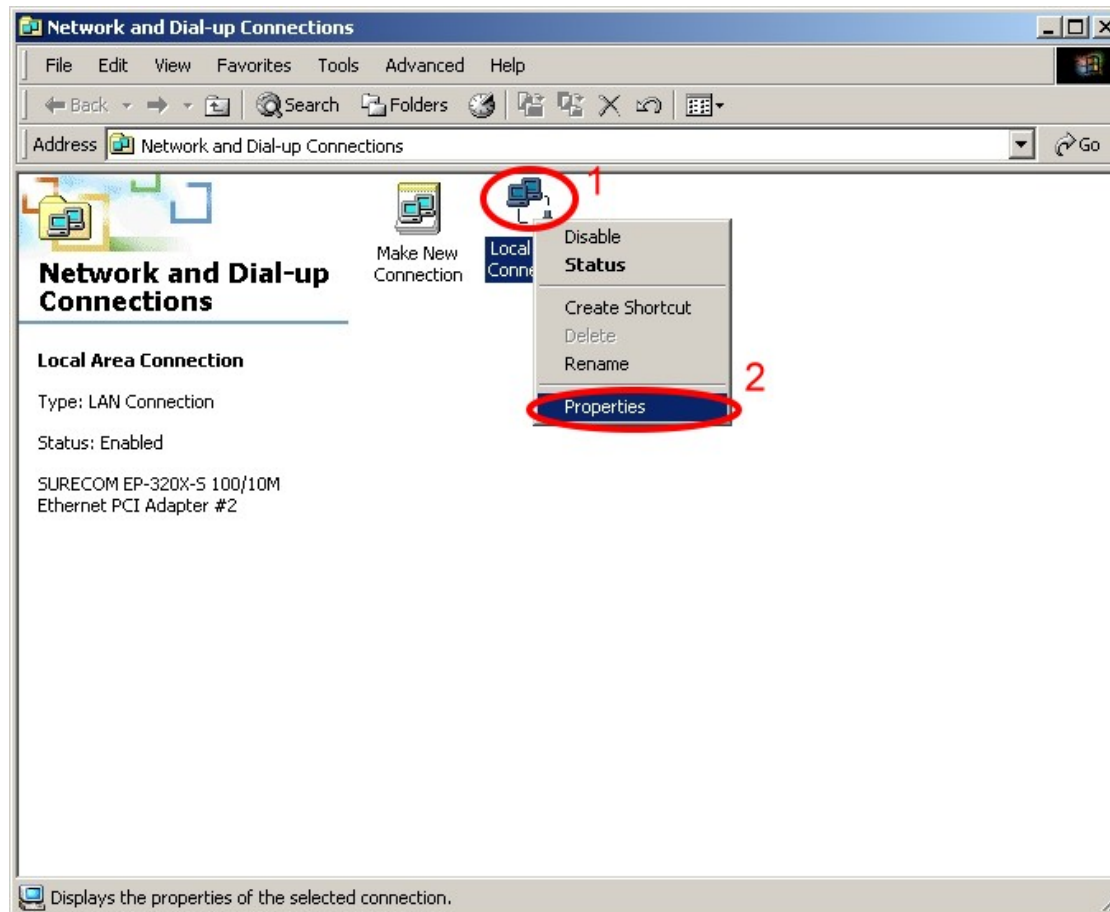 Network and Dial-up Connections
File Edit View Favorites Tools Advanced Help
Back Search Folders
Address Network and Dial-up Connections Go
1
Make New
Connection
Local
Conne
Disable
Status
Create Shortcut
Delete
Rename
2
Properties
Network and Dial-up
Connections
Local Area Connection
Type: LAN Connection
Status: Enabled
SURECOM EP-320X-S 100/10M
Ethernet PCI Adapter #2
Displays the properties of the selected connection.